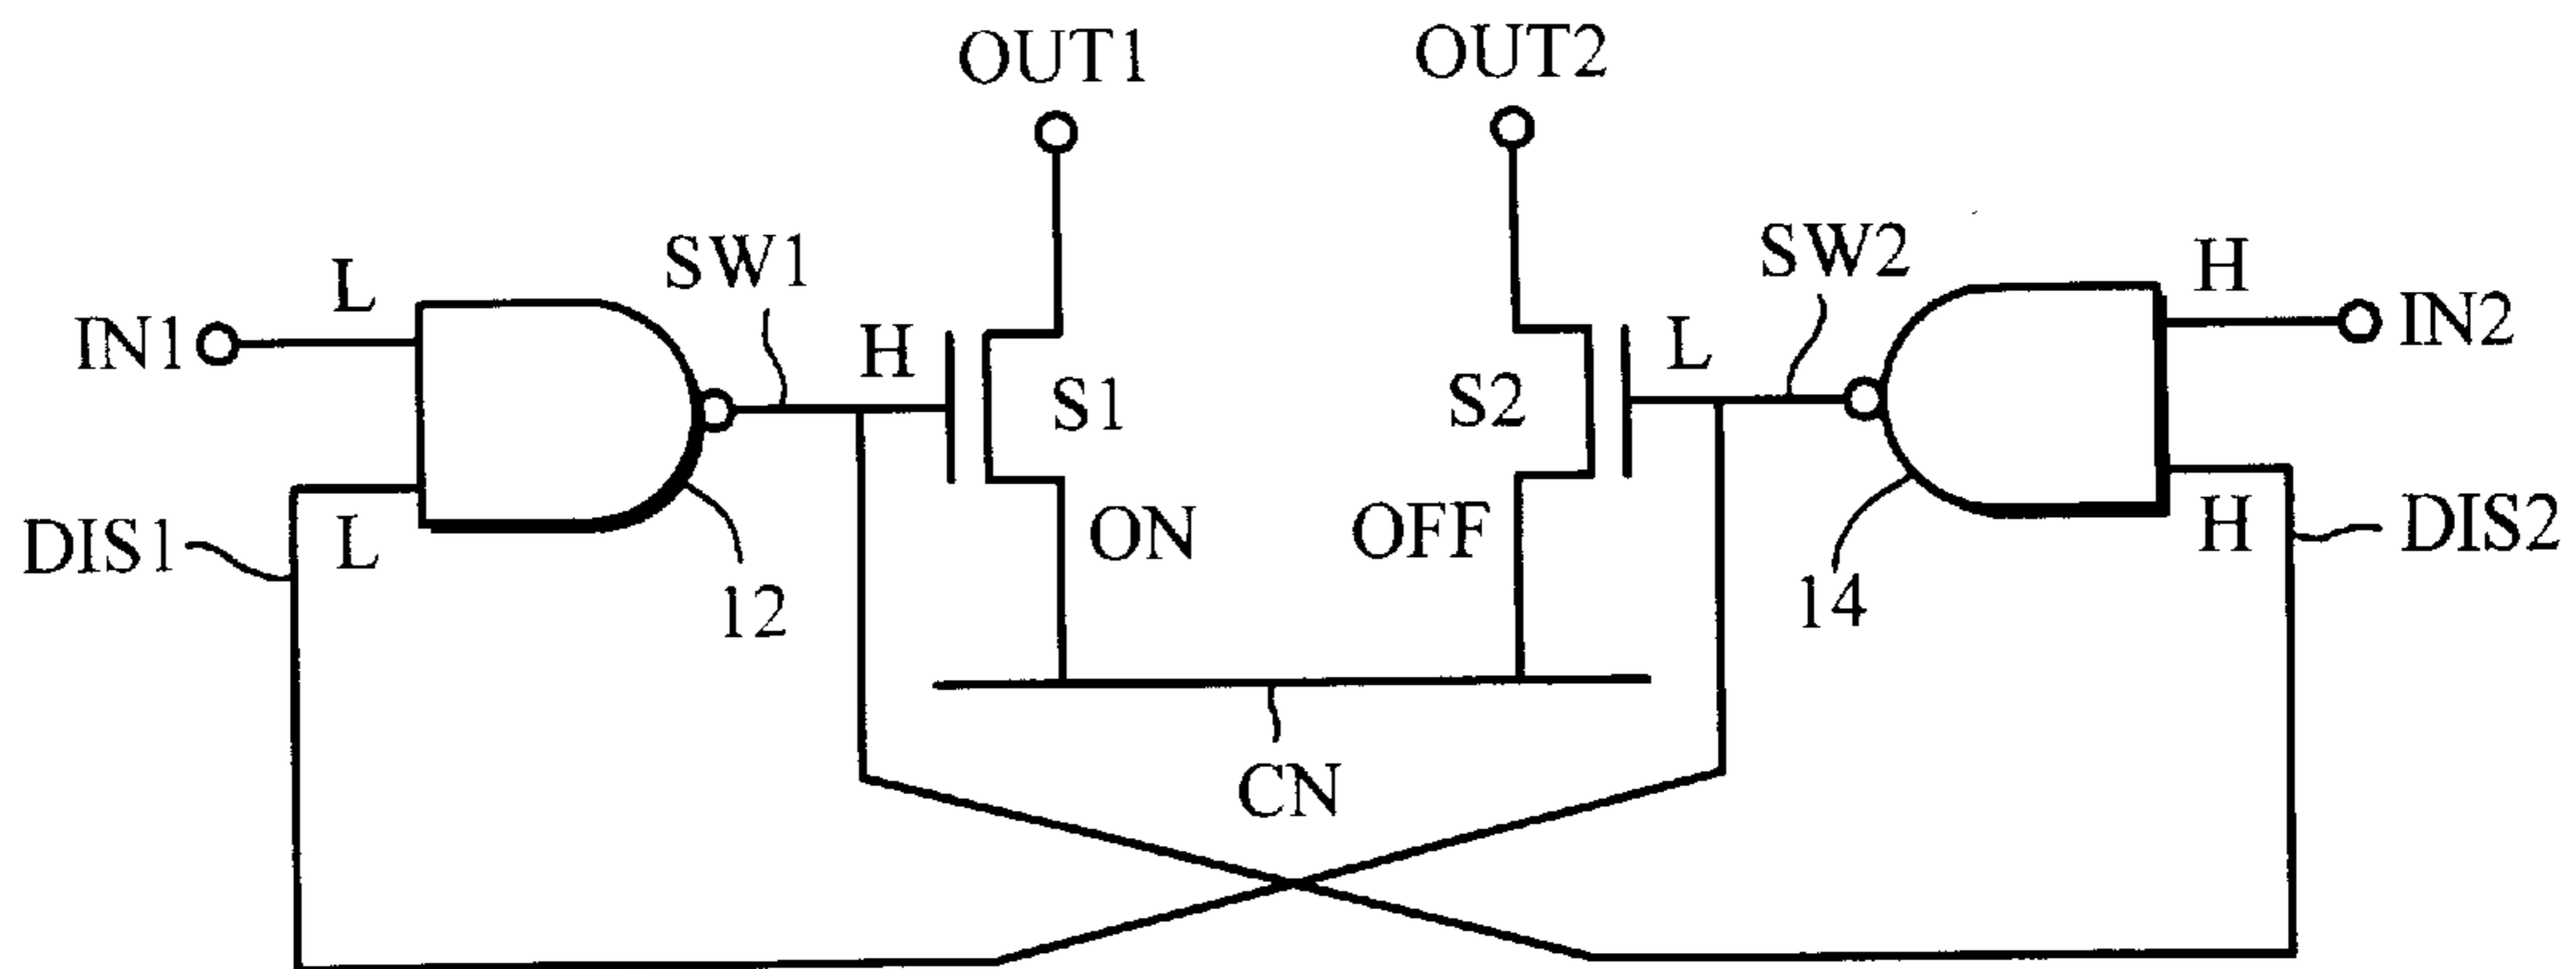 OUT1
OUT2
SW1
SW2
L
H
IN1
H
L
IN2
S1
S2
DIS1
L
ON
OFF
H
DIS2
12
14
CN